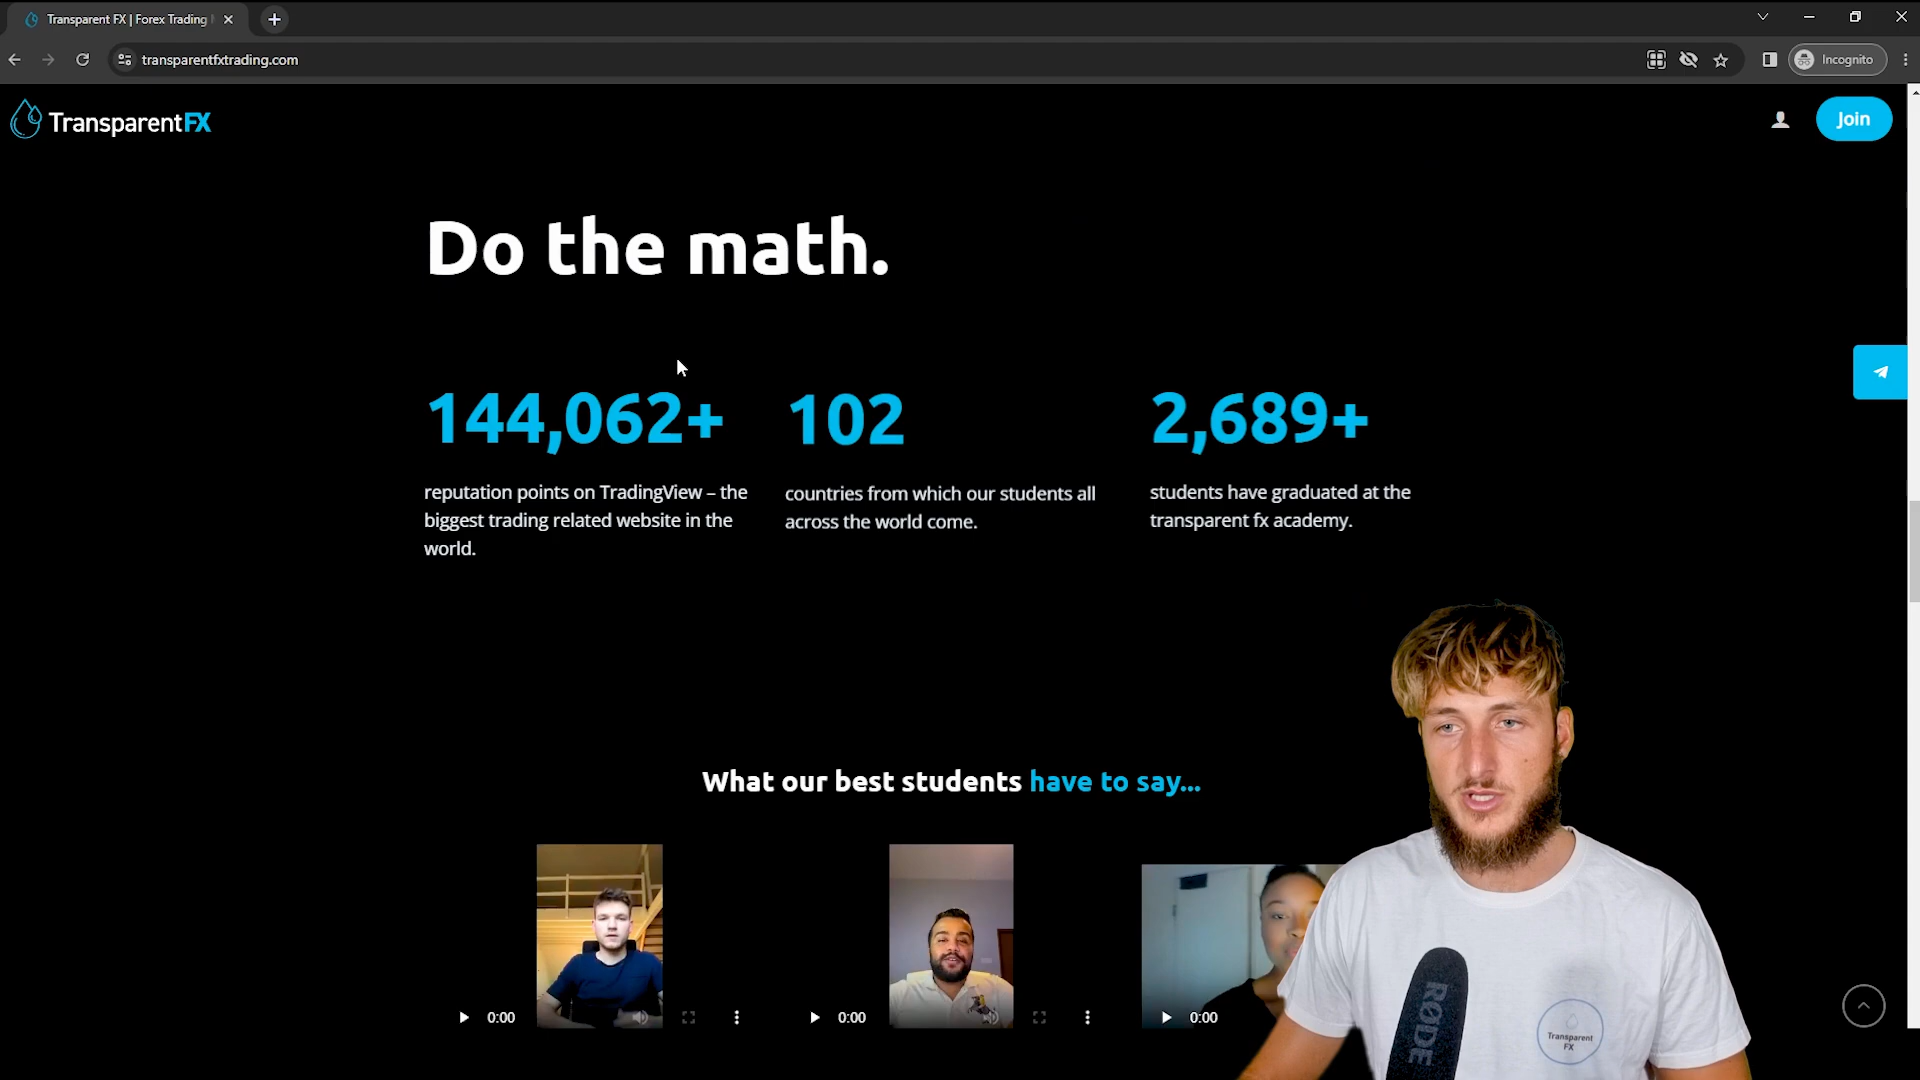 Transparent FX | Forex Trading
transparentfxtrading.com
Incognito
TransparentFX
Join
Do the math.
144,062+
102
2,689+
reputation points on TradingView – the
biggest trading related website in the
world.
countries from which our students all
across the world come.
students have graduated at the
transparent fx academy.
What our best students have to say...
0:00
0:00
0:00
RØDE
Transparent
FX